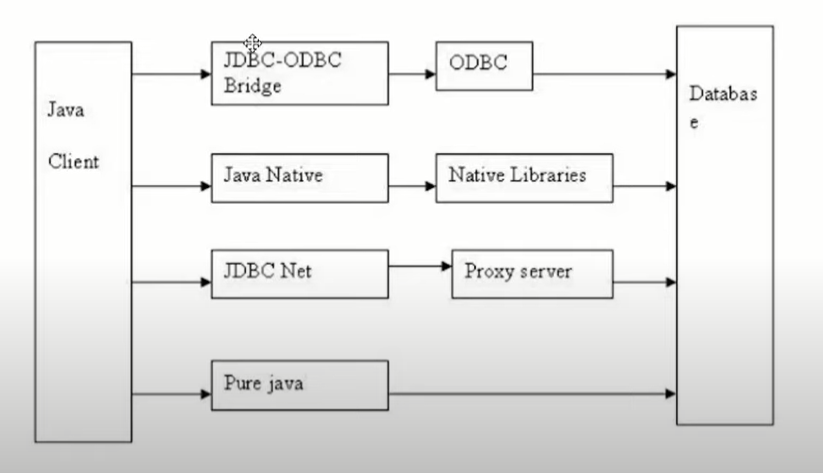 Java
Client
JDBC-ODBC
Bridge
ODBC
Databas
e
Java Native
Native Libraries
JDBC Net
Proxy server
Pure java